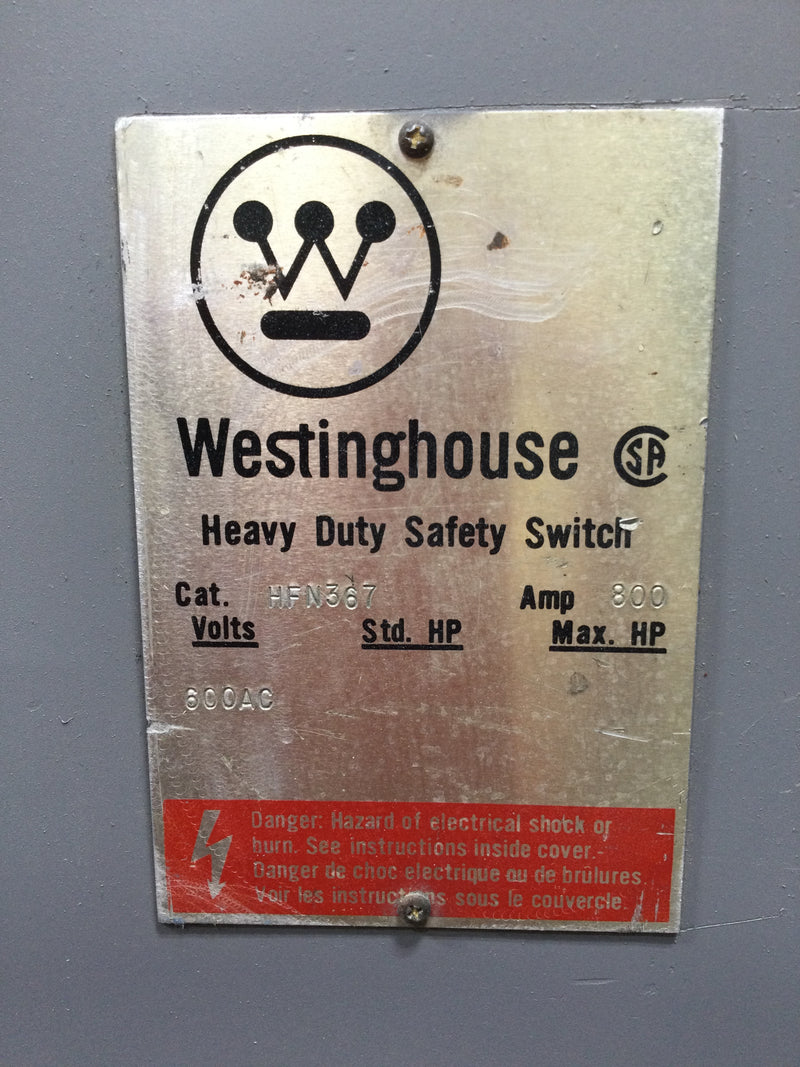 W
Westinghouse CSA
Heavy Duty Safety Switch
Cat. HFN367 Amp 800
Volts Std. HP Max. HP
600AC
Danger: Hazard of electrical shock or
burn. See instructions inside cover.
Danger de choc electrique ou de brûlures
Voir les instructions sous le couvercle.